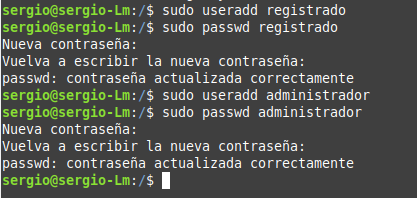 sergio@sergio-Lm:/$ sudo useradd registrado
sergio@sergio-Lm:/$ sudo passwd registrado
Nueva contraseña:
Vuelva a escribir la nueva contraseña:
passwd: contraseña actualizada correctamente
sergio@sergio-Lm:/$ sudo useradd administrador
sergio@sergio-Lm:/$ sudo passwd administrador
Nueva contraseña:
Vuelva a escribir la nueva contraseña:
passwd: contraseña actualizada correctamente
sergio@sergio-Lm:/$